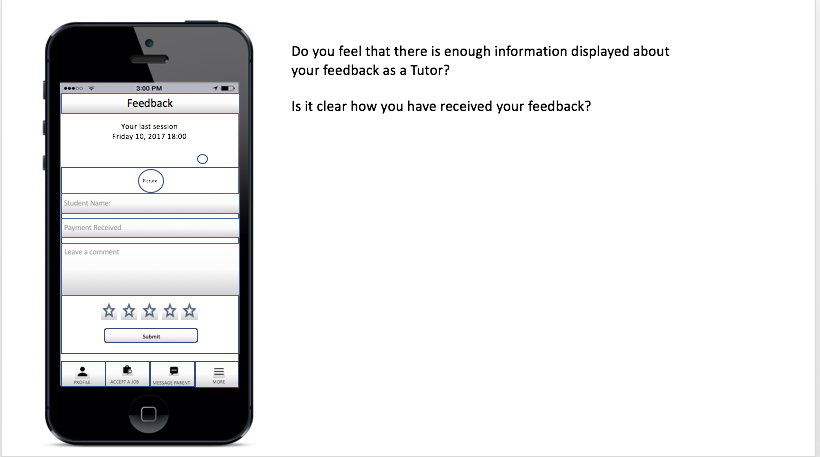 Do you feel that there is enough information displayed about
your feedback as a Tutor?
Is it clear how you have received your feedback?
3:00 PM
Feedback
Your last session
Friday 10, 2017 18:00
Picture
Student Name:
Payment Received
Leave a comment
Submit
PROFILE
ACCEPT A JOB
MESSAGE PARENT
MORE